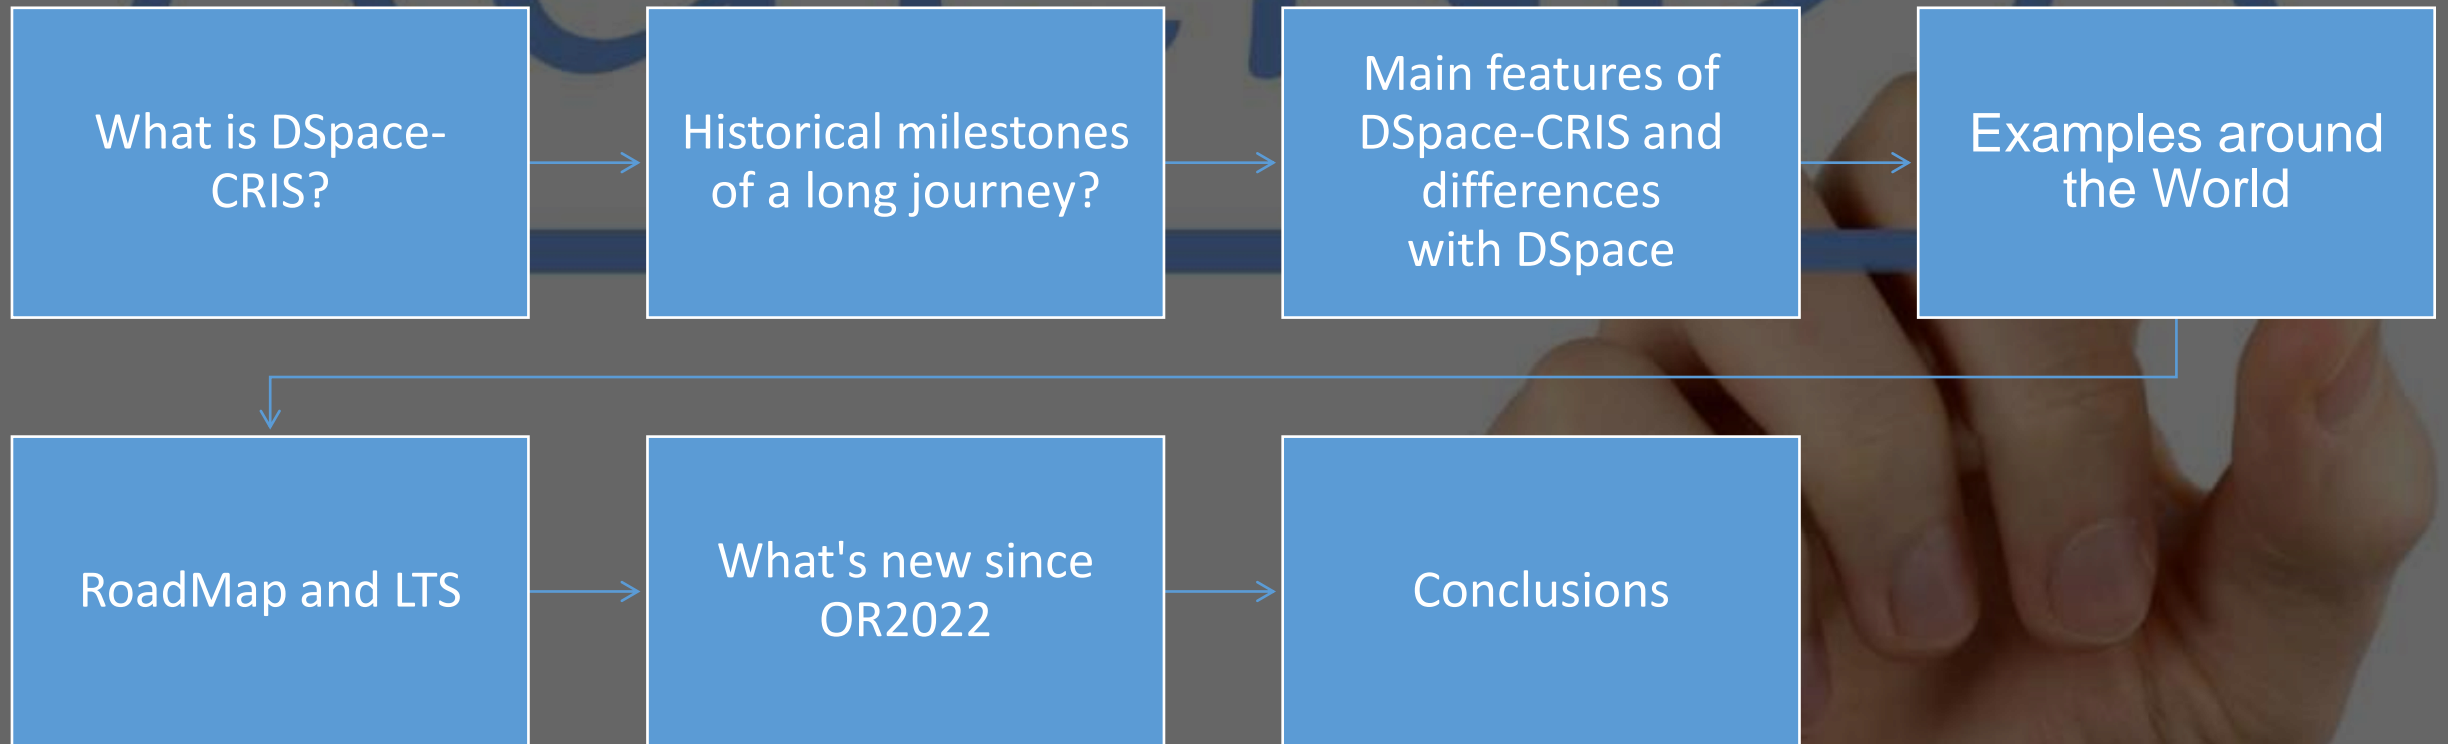 What is DSpace-
CRIS?
Historical milestones
of a long journey?
Main features of
DSpace-CRIS and
differences
with DSpace
Examples around
the World
RoadMap and LTS
What's new since
OR2022
Conclusions